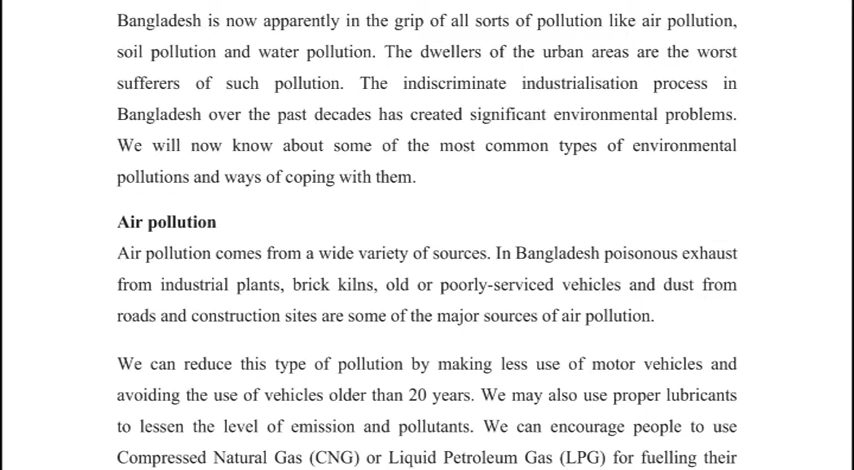 Bangladesh is now apparently in the grip of all sorts of pollution like air pollution,
soil pollution and water pollution. The dwellers of the urban areas are the worst
sufferers of such pollution. The indiscriminate industrialisation process in
Bangladesh over the past decades has created significant environmental problems.
We will now know about some of the most common types of environmental
pollutions and ways of coping with them.
Air pollution
Air pollution comes from a wide variety of sources. In Bangladesh poisonous exhaust
from industrial plants, brick kilns, old or poorly-serviced vehicles and dust from
roads and construction sites are some of the major sources of air pollution.
We can reduce this type of pollution by making less use of motor vehicles and
avoiding the use of vehicles older than 20 years. We may also use proper lubricants
to lessen the level of emission and pollutants. We can encourage people to use
Compressed Natural Gas (CNG) or Liquid Petroleum Gas (LPG) for fuelling their